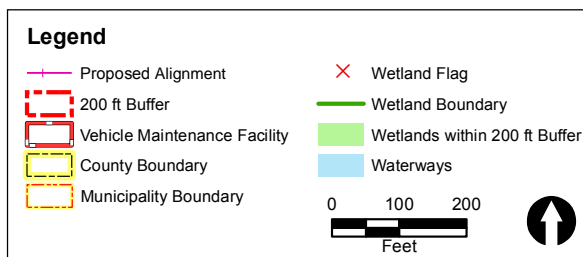 Legend
Proposed Alignment
200 ft Buffer
Vehicle Maintenance Facility
County Boundary
Municipality Boundary
Wetland Flag
Wetland Boundary
Wetlands within 200 ft Buffer
Waterways
0 100 200
Feet